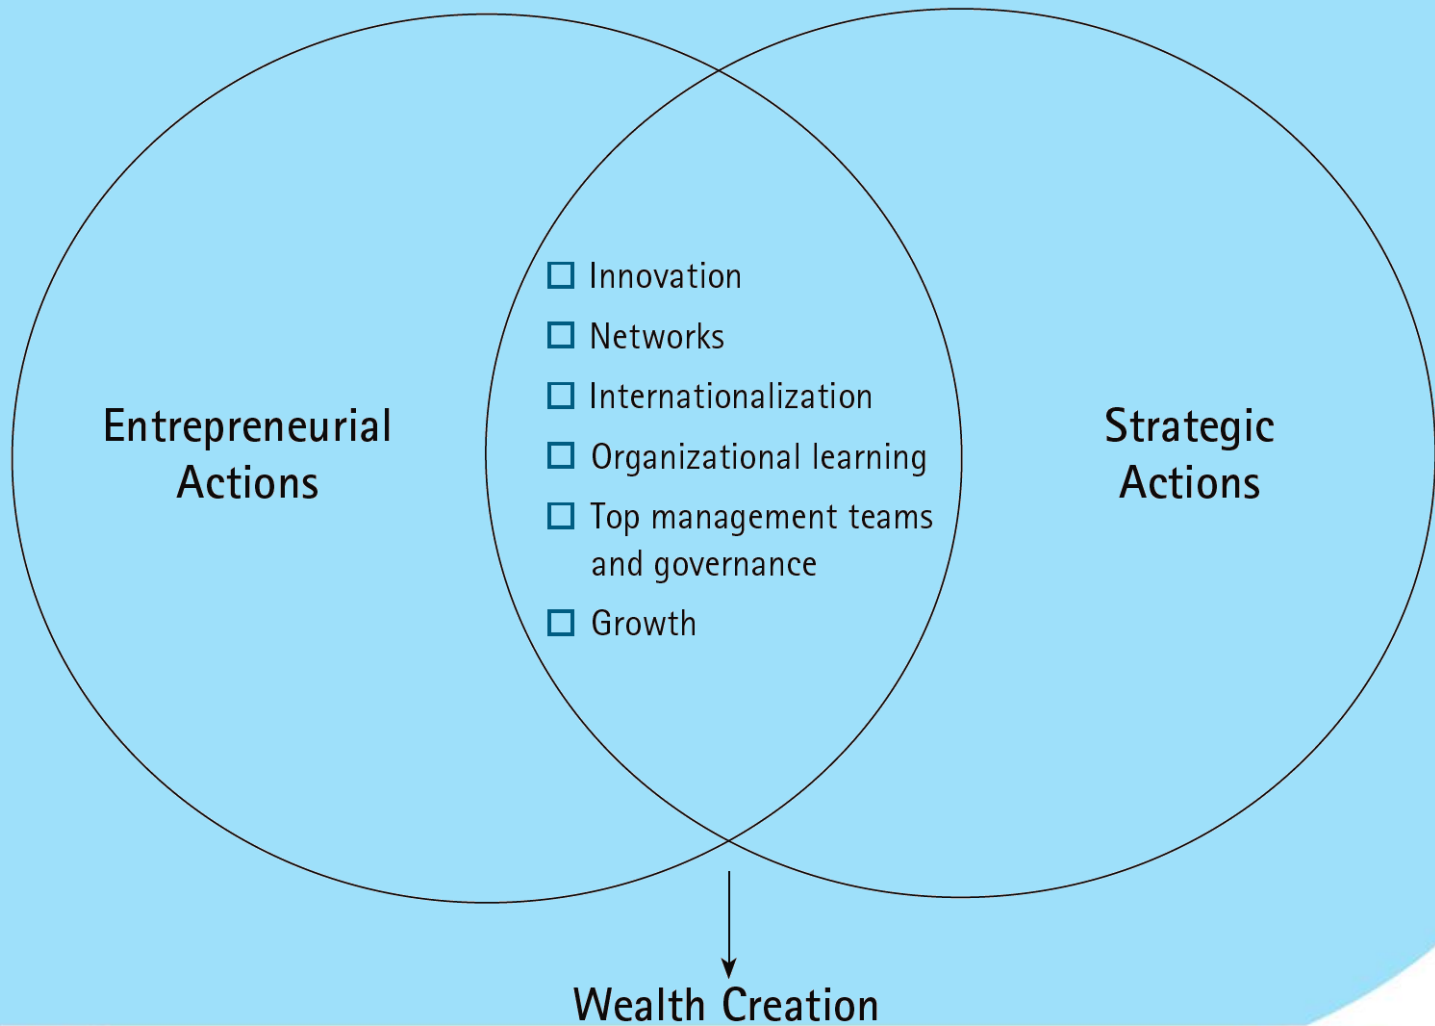 Entrepreneurial
Actions
Innovation
Networks
Internationalization
Organizational learning
Top management teams
and governance
Growth
Strategic
Actions
Wealth Creation